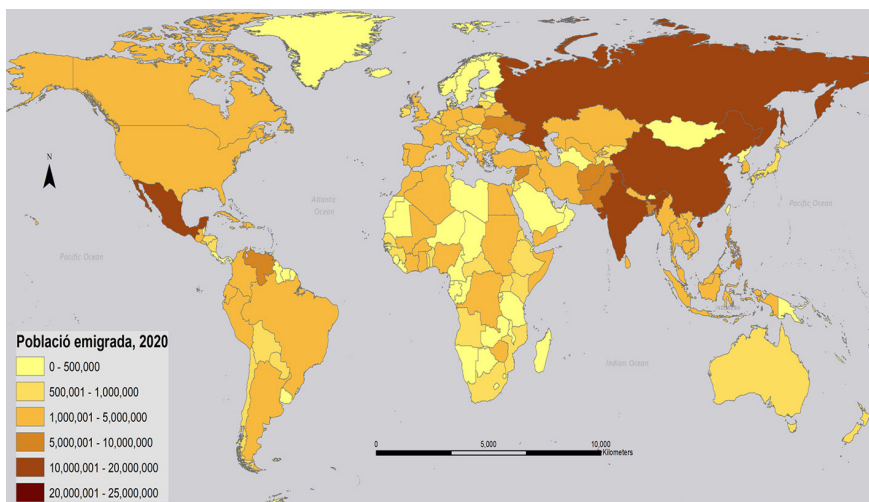 N
Atlantic
Ocean
Pacific Ocean
Pacific Ocean
Indian Ocean
Població emigrada, 2020
0 - 500,000
500,001 - 1,000,000
1,000,001 - 5,000,000
5,000,001 - 10,000,000
10,000,001 - 20,000,000
20,000,001 - 25,000,000
0
5,000
10,000
Kilometers